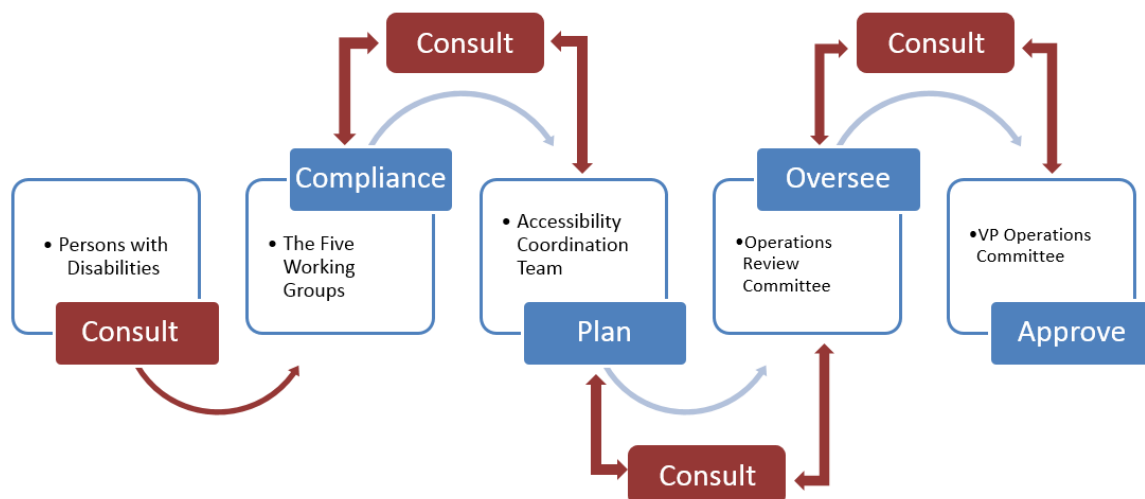 Consult
Consult
Compliance
Oversee
• Persons with
Disabilities
• The Five
Working
Groups
• Accessibility
Coordination
Team
•Operations
Review
Committee
•VP Operations
Committee
Consult
Plan
Approve
Consult